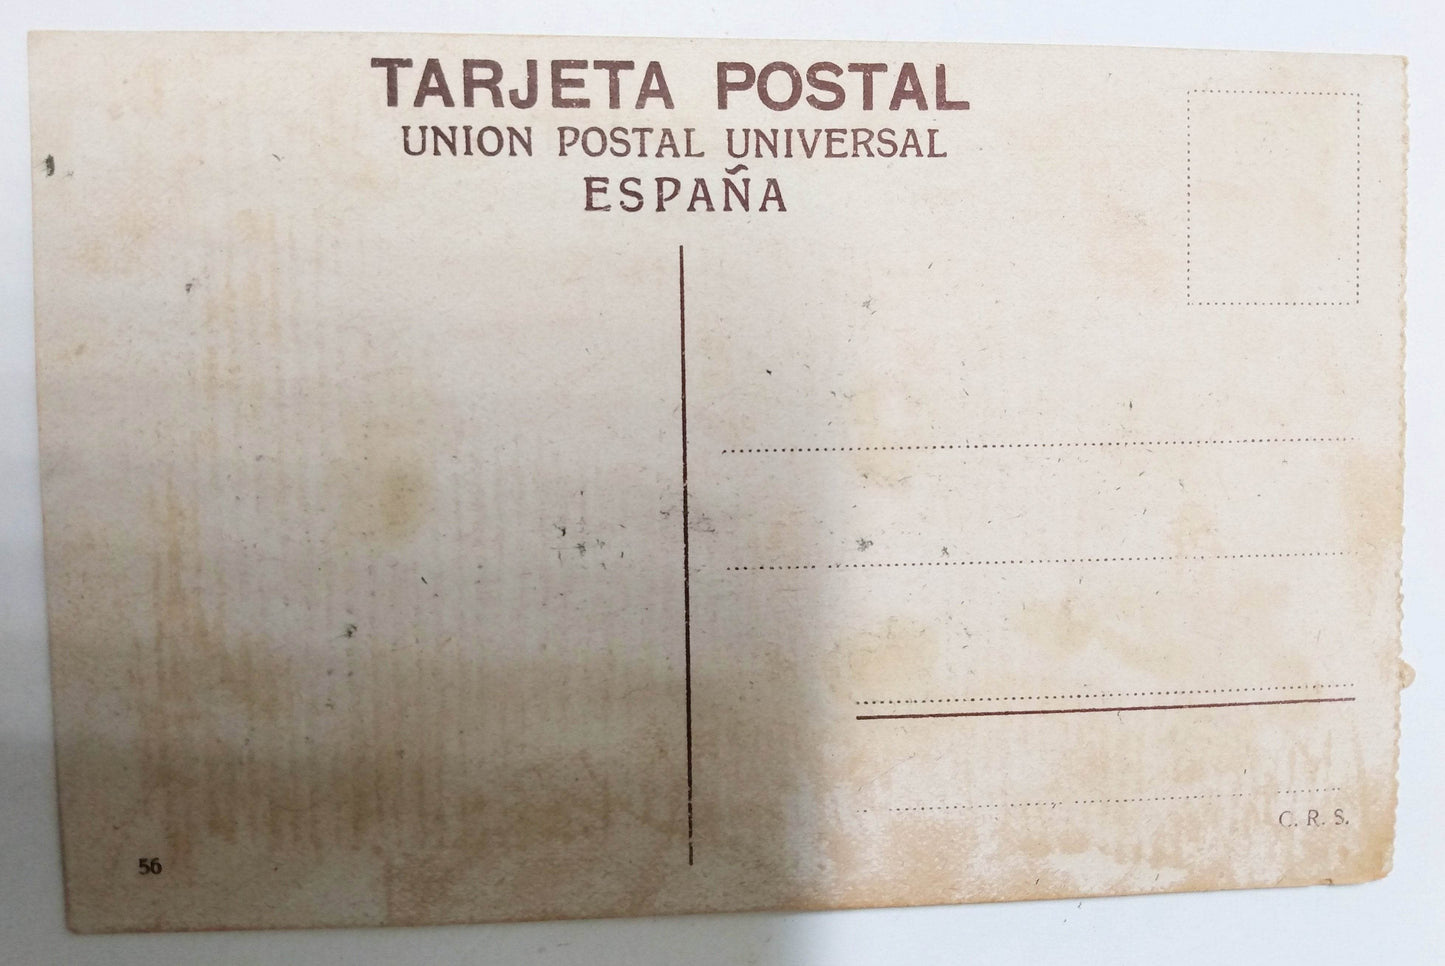 TARJETA POSTAL
UNION POSTAL UNIVERSAL
ESPAÑA
C. R. S.
56